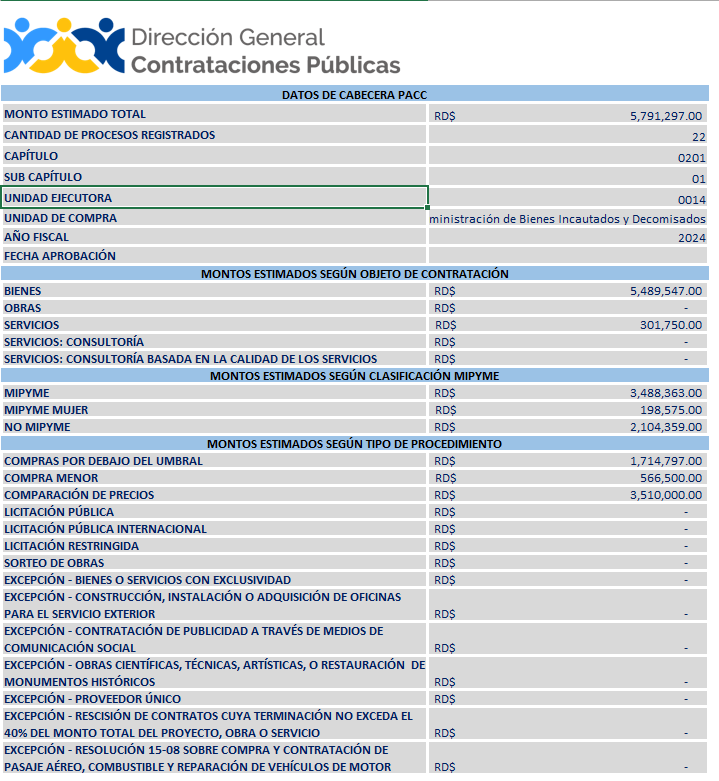 Dirección General
Contrataciones Públicas
DATOS DE CABECERA PACC
MONTO ESTIMADO TOTAL RD$ 5,791,297.00
CANTIDAD DE PROCESOS REGISTRADOS 22
CAPÍTULO 0201
SUB CAPÍTULO 01
UNIDAD EJECUTORA 0014
UNIDAD DE COMPRA ministración de Bienes Incautados y Decomisados
AÑO FISCAL 2024
FECHA APROBACIÓN
MONTOS ESTIMADOS SEGÚN OBJETO DE CONTRATACIÓN
BIENES RD$ 5,489,547.00
OBRAS RD$ -
SERVICIOS RD$ 301,750.00
SERVICIOS: CONSULTORÍA RD$ -
SERVICIOS: CONSULTORÍA BASADA EN LA CALIDAD DE LOS SERVICIOS RD$ -
MONTOS ESTIMADOS SEGÚN CLASIFICACIÓN MIPYME
MIPYME RD$ 3,488,363.00
MIPYME MUJER RD$ 198,575.00
NO MIPYME RD$ 2,104,359.00
MONTOS ESTIMADOS SEGÚN TIPO DE PROCEDIMIENTO
COMPRAS POR DEBAJO DEL UMBRAL RD$ 1,714,797.00
COMPRA MENOR RD$ 566,500.00
COMPARACIÓN DE PRECIOS RD$ 3,510,000.00
LICITACIÓN PÚBLICA RD$ -
LICITACIÓN PÚBLICA INTERNACIONAL RD$ -
LICITACIÓN RESTRINGIDA RD$ -
SORTEO DE OBRAS RD$ -
EXCEPCIÓN - BIENES O SERVICIOS CON EXCLUSIVIDAD RD$ -
EXCEPCIÓN - CONSTRUCCIÓN, INSTALACIÓN O ADQUISICIÓN DE OFICINAS
PARA EL SERVICIO EXTERIOR RD$ -
EXCEPCIÓN - CONTRATACIÓN DE PUBLICIDAD A TRAVÉS DE MEDIOS DE
COMUNICACIÓN SOCIAL RD$ -
EXCEPCIÓN - OBRAS CIENTÍFICAS, TÉCNICAS, ARTÍSTICAS, O RESTAURACIÓN DE
MONUMENTOS HISTÓRICOS RD$ -
EXCEPCIÓN - PROVEEDOR ÚNICO RD$ -
EXCEPCIÓN - RESCISIÓN DE CONTRATOS CUYA TERMINACIÓN NO EXCEDA EL
40% DEL MONTO TOTAL DEL PROYECTO, OBRA O SERVICIO RD$ -
EXCEPCIÓN - RESOLUCIÓN 15-08 SOBRE COMPRA Y CONTRATACIÓN DE
PASAJE AÉREO, COMBUSTIBLE Y REPARACIÓN DE VEHÍCULOS DE MOTOR RD$ -